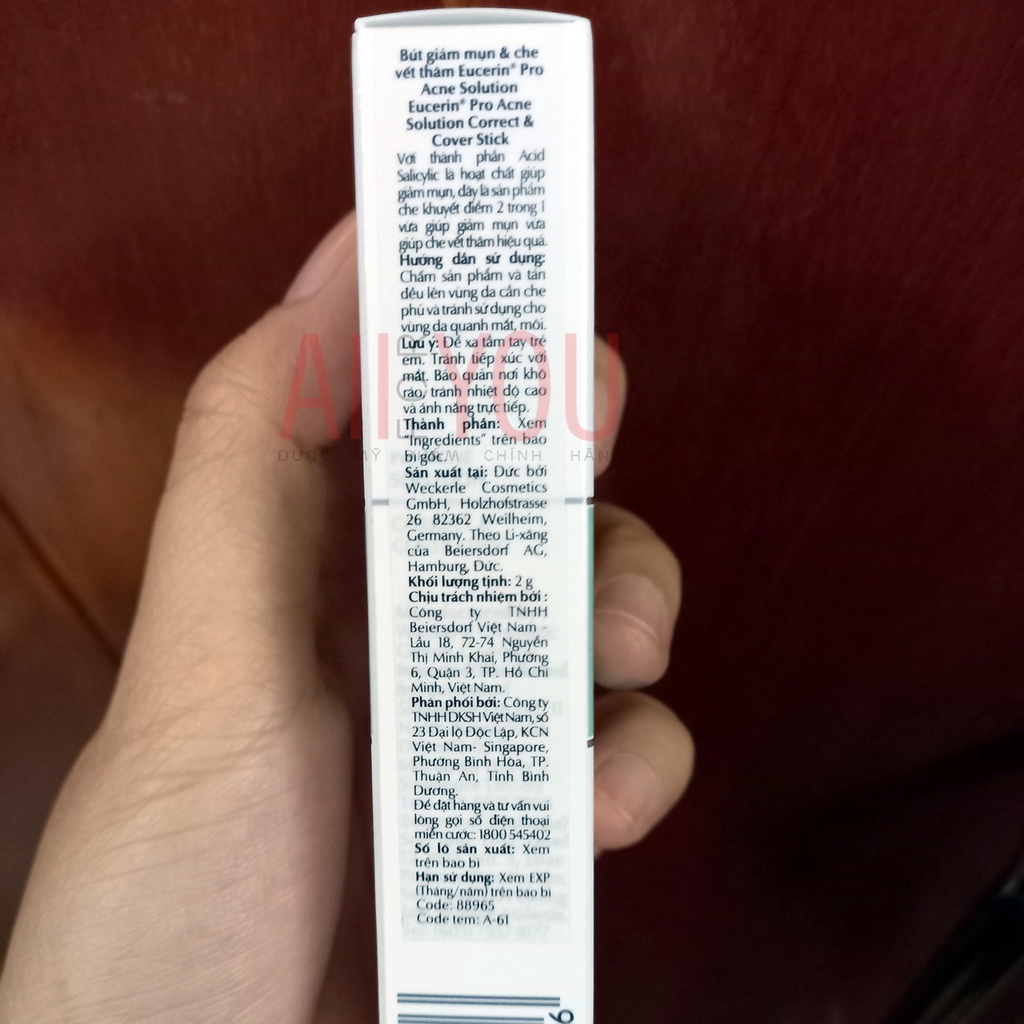 Bút giảm mụn & che
vết thâm Eucerin® Pro
Acne Solution
Eucerin® Pro Acne
Solution Correct &
Cover Stick
Với thành phần Acid
Salicylic là hoạt chất giúp
giảm mụn, đây là sản phẩm
che khuyết điểm 2 trong 1
vừa giúp giảm mụn vừa
giúp che vết thâm hiệu quả.
Hướng dẫn sử dụng:
Chấm sản phẩm và tán
đều lên vùng da cần che
phủ và tránh sử dụng cho
vùng da quanh mắt, môi.
Lưu ý: Để xa tầm tay trẻ
em. Tránh tiếp xúc với
mắt. Bảo quản nơi khô
ráo, tránh nhiệt độ cao
và ánh nắng trực tiếp.
Thành phần: Xem
"Ingredients" trên bao
bì gốc.
Sản xuất tại: Đức bởi
Weckerle Cosmetics
GmbH, Holzhofstrasse
26 82362 Weilheim,
Germany. Theo Li-xăng
của Beiersdorf AG,
Hamburg, Đức.
Khối lượng tịnh: 2 g
Chịu trách nhiệm bởi :
Công ty TNHH
Beiersdorf Việt Nam -
Lầu 18, 72-74 Nguyễn
Thị Minh Khai, Phường
6, Quận 3, TP. Hồ Chí
Minh, Việt Nam.
Phân phối bởi: Công ty
TNHH DKSH Việt Nam, số
23 Đại lộ Độc Lập, KCN
Việt Nam- Singapore,
Phường Bình Hòa, TP.
Thuận An, Tỉnh Bình
Dương.
Để đặt hàng và tư vấn vui
lòng gọi số điện thoại
miễn cước: 1800 545402
Số lô sản xuất: Xem
trên bao bì
Hạn sử dụng: Xem EXP
(Tháng/năm) trên bao bì
Code: 88965
Code tem: A-61
9
All FOR YOU
DƯỢC MỸ PHẨM CHÍNH HÃN